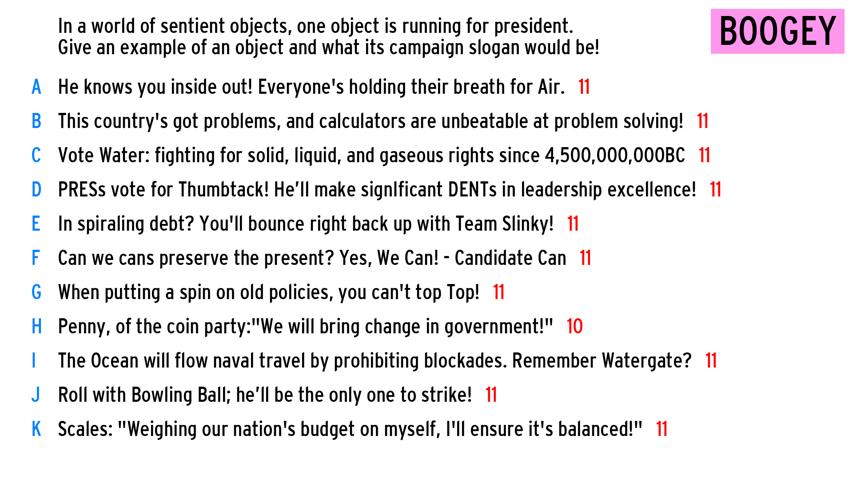 In a world of sentient objects, one object is running for president.
Give an example of an object and what its campaign slogan would be!
BOOGEY
A He knows you inside out! Everyone's holding their breath for Air. 11
B This country's got problems, and calculators are unbeatable at problem solving! 11
C Vote Water: fighting for solid, liquid, and gaseous rights since 4,500,000,000BC 11
D PRESs vote for Thumbtack! He'll make signIficant DENTs in leadership excellence! 11
E In spiraling debt? You'll bounce right back up with Team Slinky! 11
F Can we cans preserve the present? Yes, We Can! - Candidate Can 11
G When putting a spin on old policies, you can't top Top! 11
H Penny, of the coin party:"We will bring change in government!" 10
I The Ocean will flow naval travel by prohibiting blockades. Remember Watergate? 11
J Roll with Bowling Ball; he'll be the only one to strike! 11
K Scales: "Weighing our nation's budget on myself, I'll ensure it's balanced!" 11